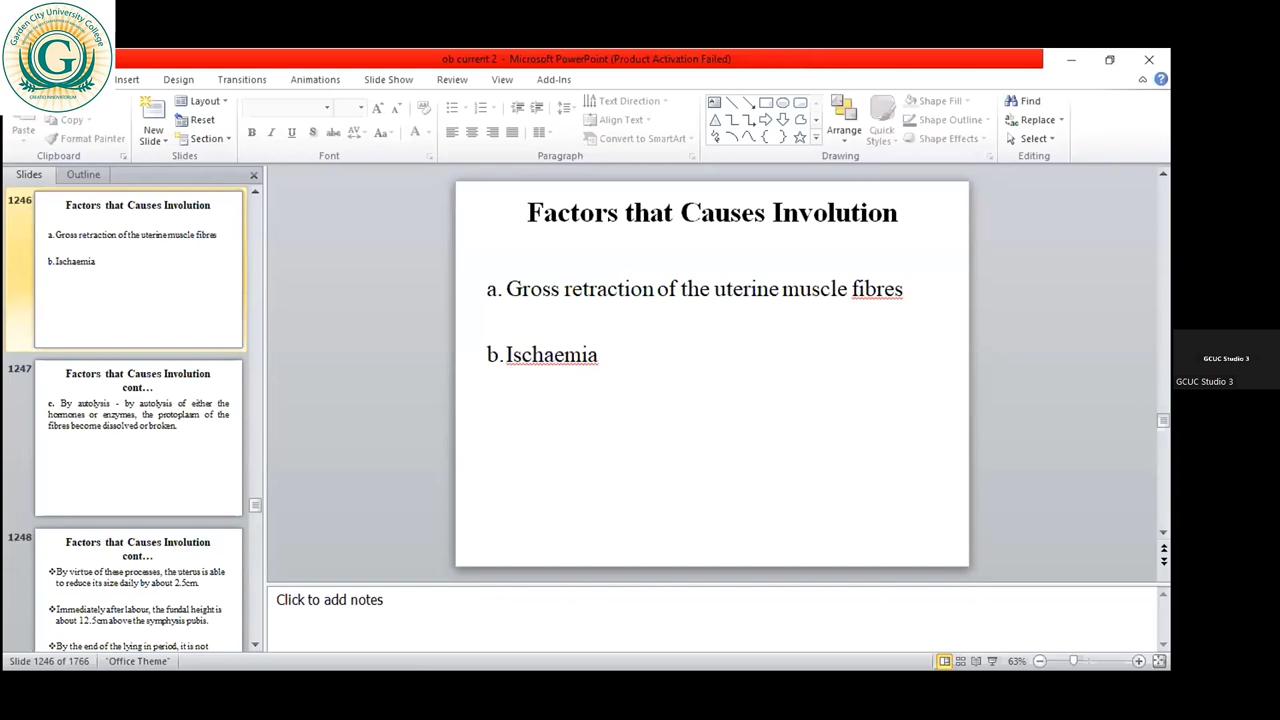 Garden City University College
G
ob current 2 - Microsoft PowerPoint (Product Activation Failed)
Insert Design Transitions Animations Slide Show Review View Add-Ins
Paste
Copy
Format Painter
Clipboard
New
Slide
Layout
Reset
Section
Slides
B I U S abc AV Aa A
Font
Text Direction
Align Text
Convert to SmartArt
Paragraph
Arrange
Quick
Styles
Shape Fill
Shape Outline
Shape Effects
Drawing
Find
Replace
Select
Editing
Slides Outline
1246
Factors that Causes Involution
a. Gross retraction of the uterine muscle fibres
b. Ischaemia
1247
Factors that Causes Involution
cont...
c. By autolysis - by autolysis of either the
hormones or enzymes, the protoplasm of the
fibres become dissolved or broken.
1248
Factors that Causes Involution
cont...
❖By virtue of these processes, the uterus is able
to reduce its size daily by about 2.5cm.
❖Immediately after labour, the fundal height is
about 12.5cm above the symphysis pubis.
❖By the end of the lying in period, it is not
Factors that Causes Involution
a. Gross retraction of the uterine muscle fibres
b. Ischaemia
Click to add notes
GCUC Studio 3
GCUC Studio 3
Slide 1246 of 1766 "Office Theme" 63%